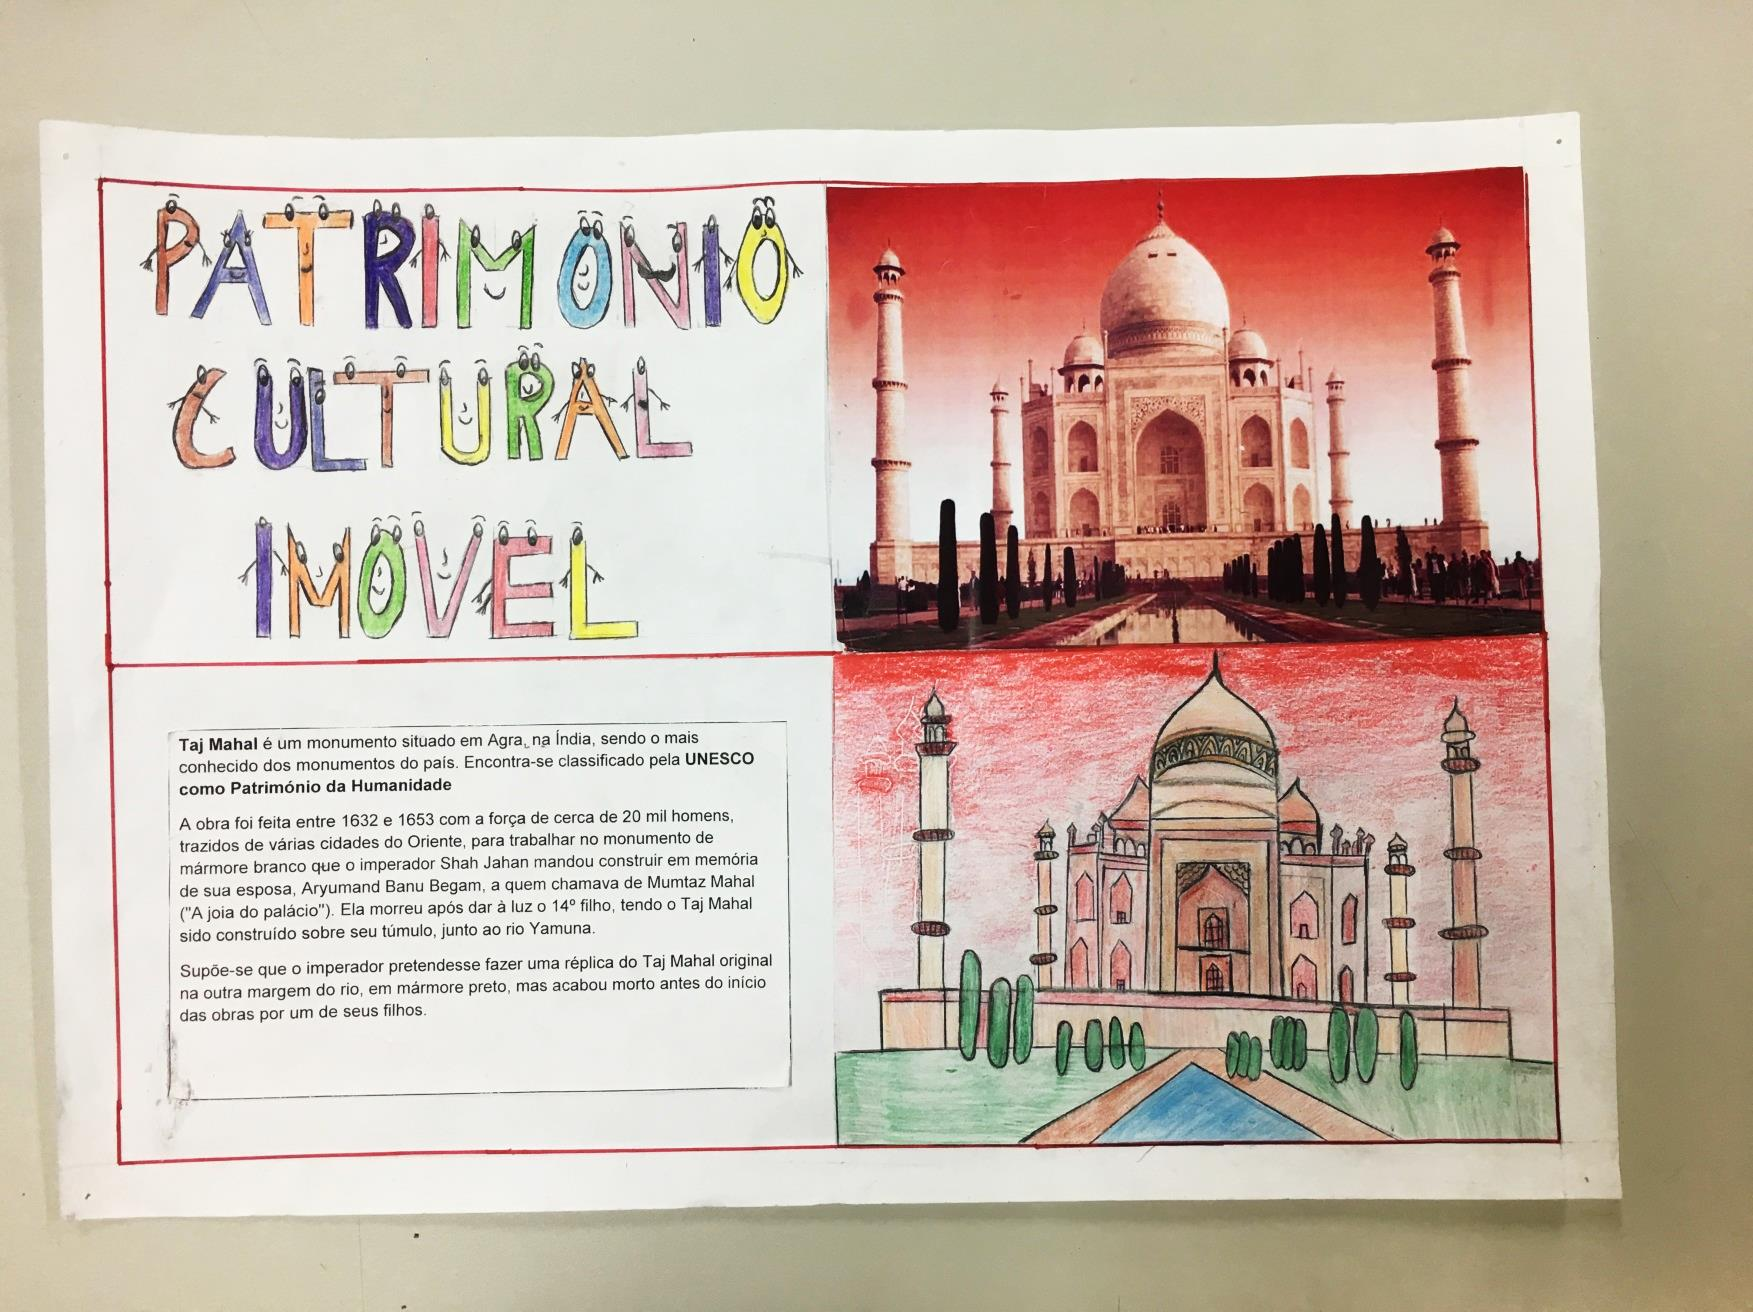 PATRIMONIO
CULTURAL
IMOVEL
Taj Mahal é um monumento situado em Agra, na Índia, sendo o mais
conhecido dos monumentos do país. Encontra-se classificado pela UNESCO
como Património da Humanidade
A obra foi feita entre 1632 e 1653 com a força de cerca de 20 mil homens,
trazidos de várias cidades do Oriente, para trabalhar no monumento de
mármore branco que o imperador Shah Jahan mandou construir em memória
de sua esposa, Aryumand Banu Begam, a quem chamava de Mumtaz Mahal
("A joia do palácio"). Ela morreu após dar à luz o 14º filho, tendo o Taj Mahal
sido construído sobre seu túmulo, junto ao rio Yamuna.
Supõe-se que o imperador pretendesse fazer uma réplica do Taj Mahal original
na outra margem do rio, em mármore preto, mas acabou morto antes do início
das obras por um de seus filhos.